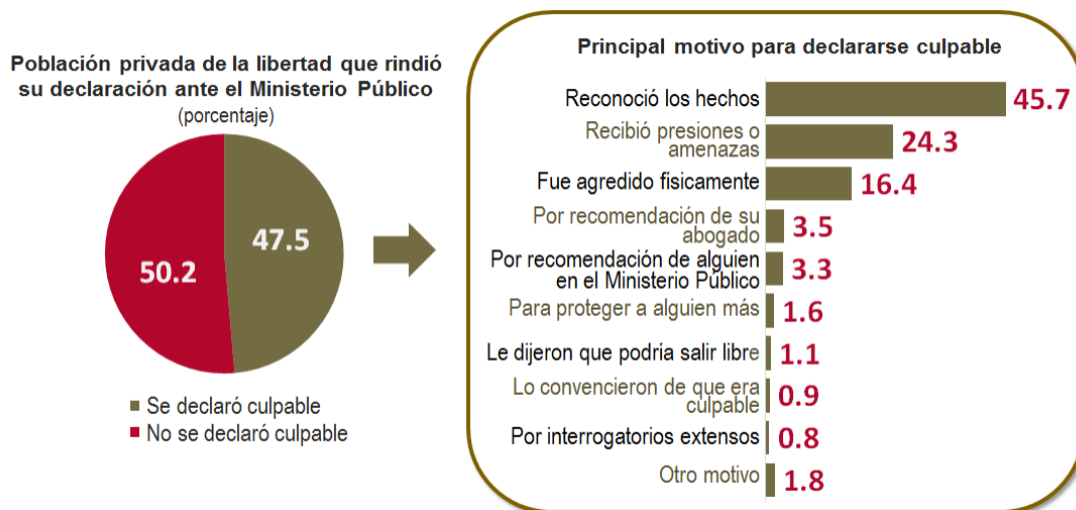 Población privada de la libertad que rindió
su declaración ante el Ministerio Público
(porcentaje)
47.5
50.2
Se declaró culpable
No se declaró culpable
Principal motivo para declararse culpable
Reconoció los hechos
45.7
Recibió presiones o
amenazas
24.3
Fue agredido fisicamente
16.4
Por recomendación de su
abogado
3.5
Por recomendación de alguien
en el Ministerio Público
3.3
Para proteger a alguien más
1.6
Le dijeron que podria salir libre
1.1
Lo convencieron de que era
culpable
0.9
Por interrogatorios extensos
0.8
Otro motivo
1.8